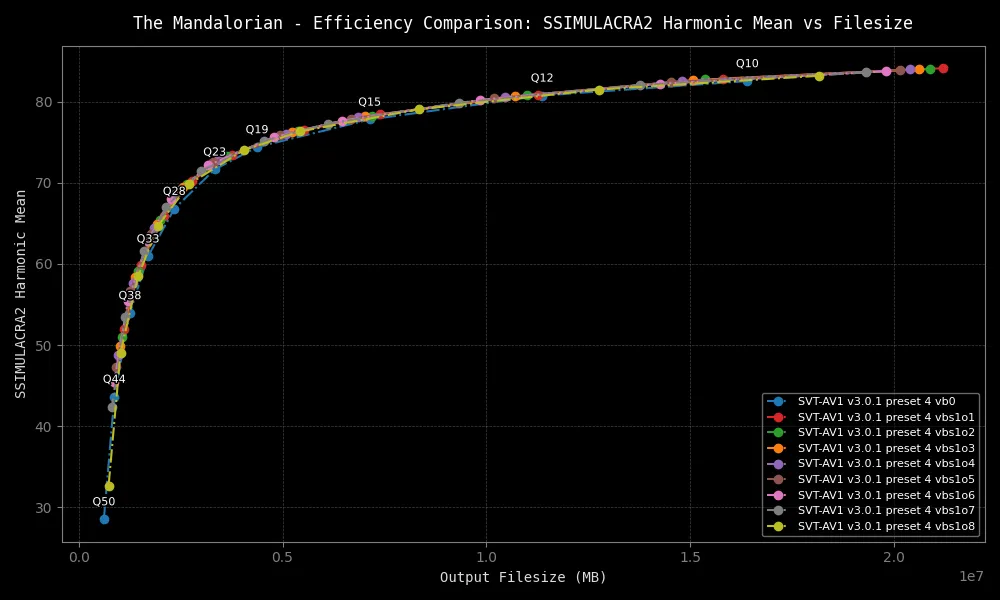 The Mandalorian - Efficiency Comparison: SSIMULACRA2 Harmonic Mean vs Filesize
SSIMULACRA2 Harmonic Mean
80
70
60
50
40
30
Q10
Q12
Q15
Q19
Q23
Q28
Q33
Q38
Q44
Q50
SVT-AV1 v3.0.1 preset 4 vb0
SVT-AV1 v3.0.1 preset 4 vbs1o1
SVT-AV1 v3.0.1 preset 4 vbs1o2
SVT-AV1 v3.0.1 preset 4 vbs1o3
SVT-AV1 v3.0.1 preset 4 vbs1o4
SVT-AV1 v3.0.1 preset 4 vbs1o5
SVT-AV1 v3.0.1 preset 4 vbs1o6
SVT-AV1 v3.0.1 preset 4 vbs1o7
SVT-AV1 v3.0.1 preset 4 vbs1o8
0.0 0.5 1.0 1.5 2.0
1e7
Output Filesize (MB)